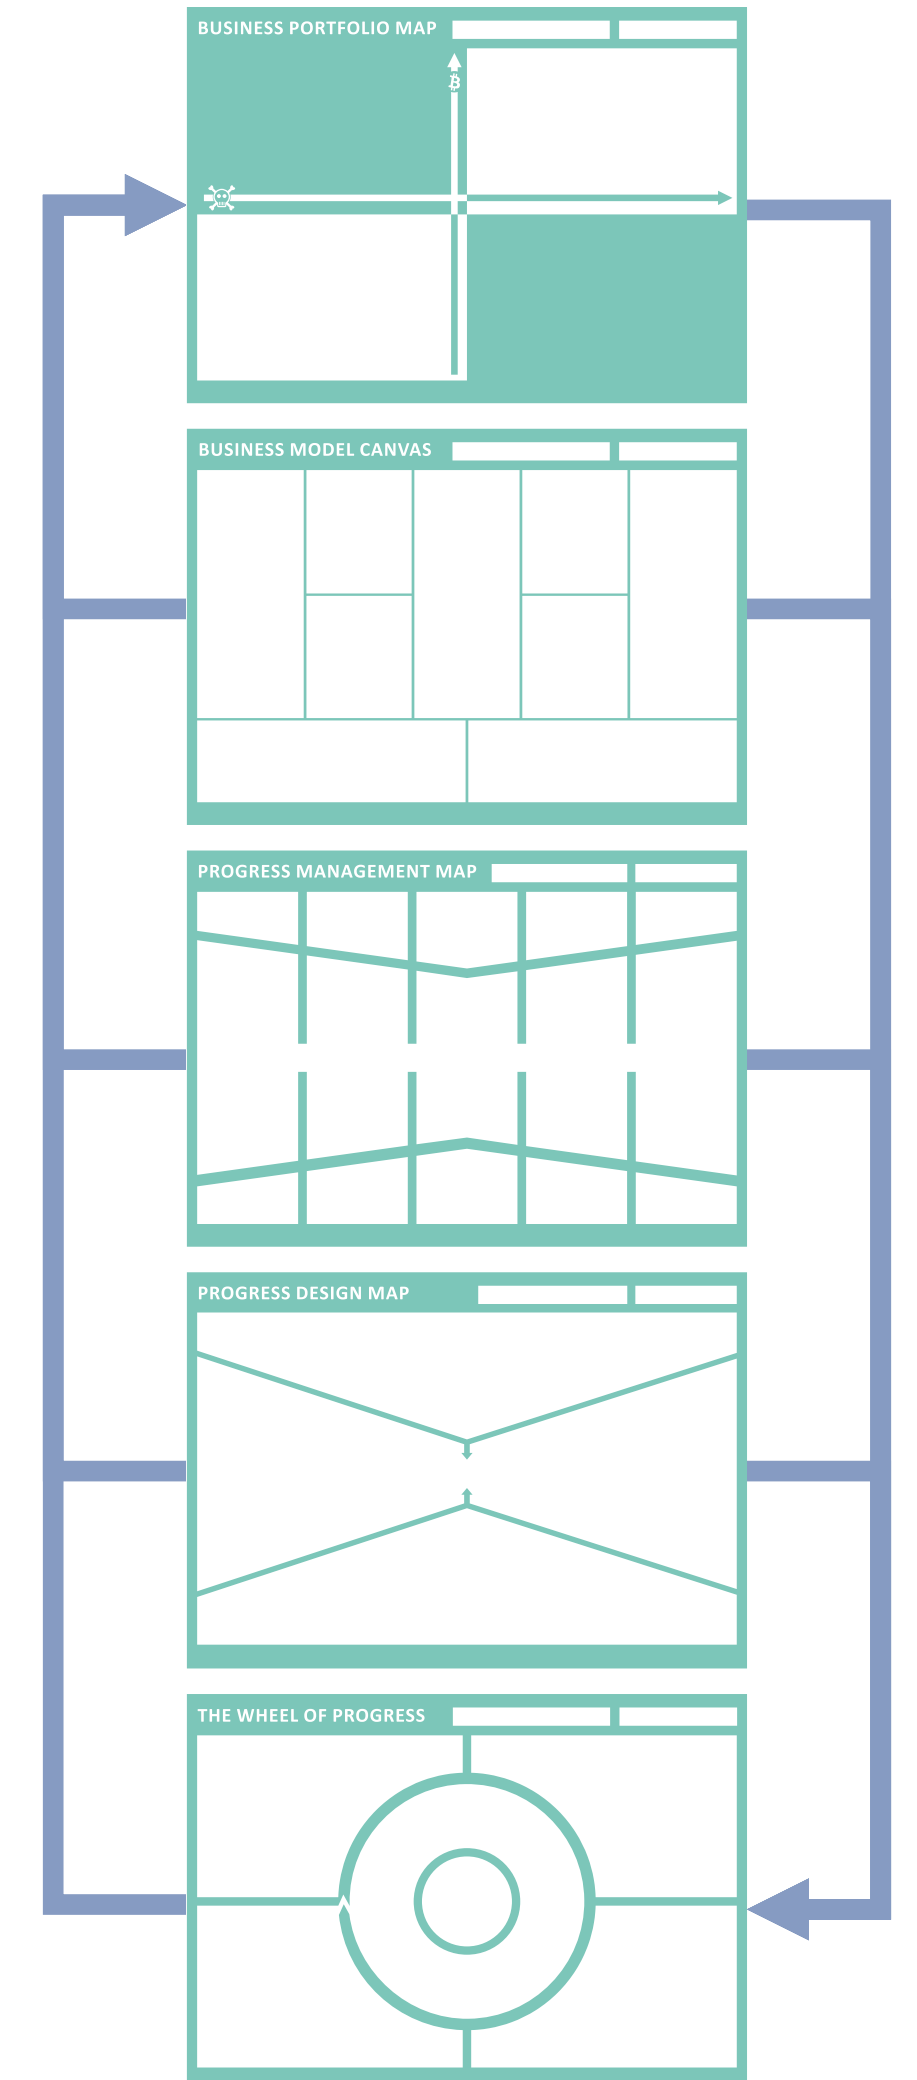 BUSINESS PORTFOLIO MAP
BUSINESS MODEL CANVAS
PROGRESS MANAGEMENT MAP
PROGRESS DESIGN MAP
THE WHEEL OF PROGRESS